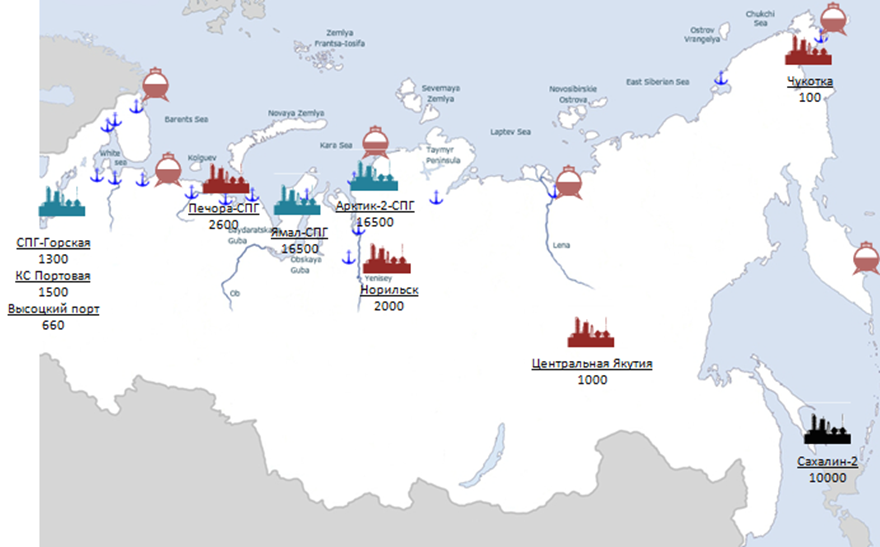 Zemlya
Frantsa-Iosifa
Chukchi
Sea
Ostrov
Vrangelya
East Siberian Sea
Severnaya
Zemlya
Novosibirskie
Ostrova
Чукотка
100
Barents Sea
Novaya Zemlya
Laptev Sea
Kara Sea
White
sea
Kolguev
Taymyr
Peninsula
Печора-СПГ
2600
Арктик-2-СПГ
16500
Ямал-СПГ
16500
Baydaratskaya
Guba
Obskaya
Guba
СПГ-Горская
1300
КС Портовая
1500
Высоцкий порт
660
Lena
Yenisey
Норильск
2000
Ob
Центральная Якутия
1000
Сахалин-2
10000